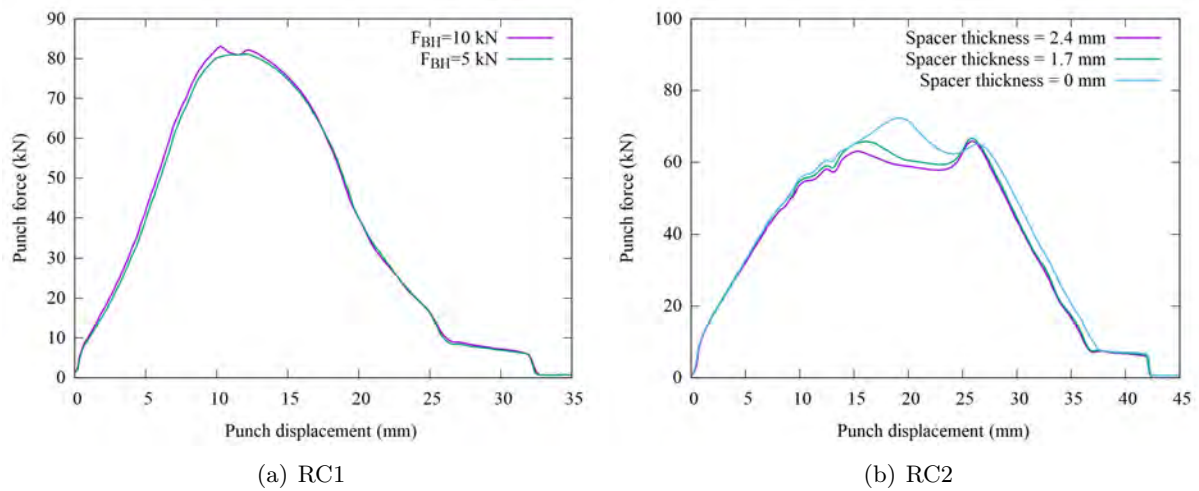 90
80
70
60
50
40
30
20
10
0
0 5 10 15 20 25 30 35
Punch force (kN)
Punch displacement (mm)
F_BH=10 kN
F_BH=5 kN
(a) RC1
100
80
60
40
20
0
0 5 10 15 20 25 30 35 40 45
Punch force (kN)
Punch displacement (mm)
Spacer thickness = 2.4 mm
Spacer thickness = 1.7 mm
Spacer thickness = 0 mm
(b) RC2